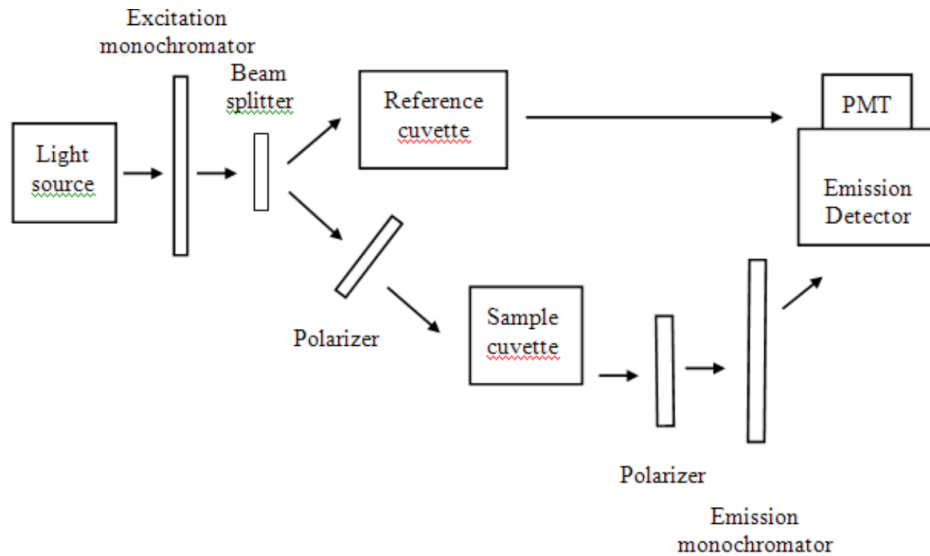 Excitation
monochromator
Beam
splitter
Light
source
Reference
cuvette
PMT
Emission
Detector
Polarizer
Sample
cuvette
Polarizer
Emission
monochromator